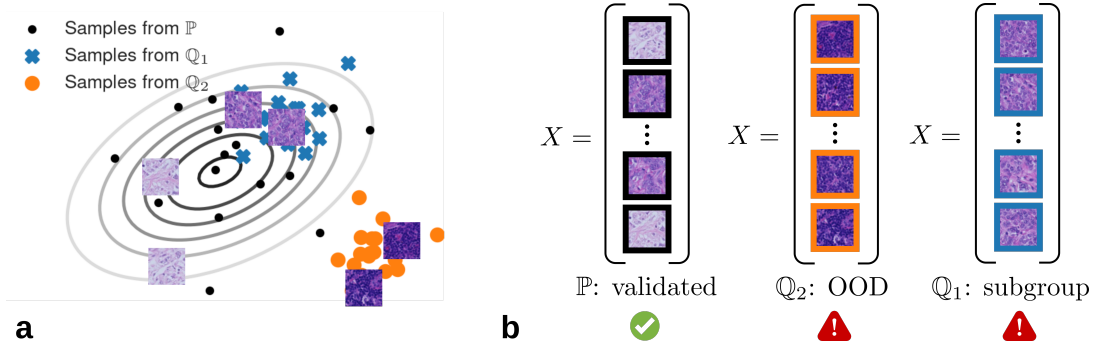 Samples from ℙ
Samples from ℚ₁
Samples from ℚ₂
a
X =
⋮
ℙ: validated
X =
⋮
ℚ₂: OOD
X =
⋮
ℚ₁: subgroup
b